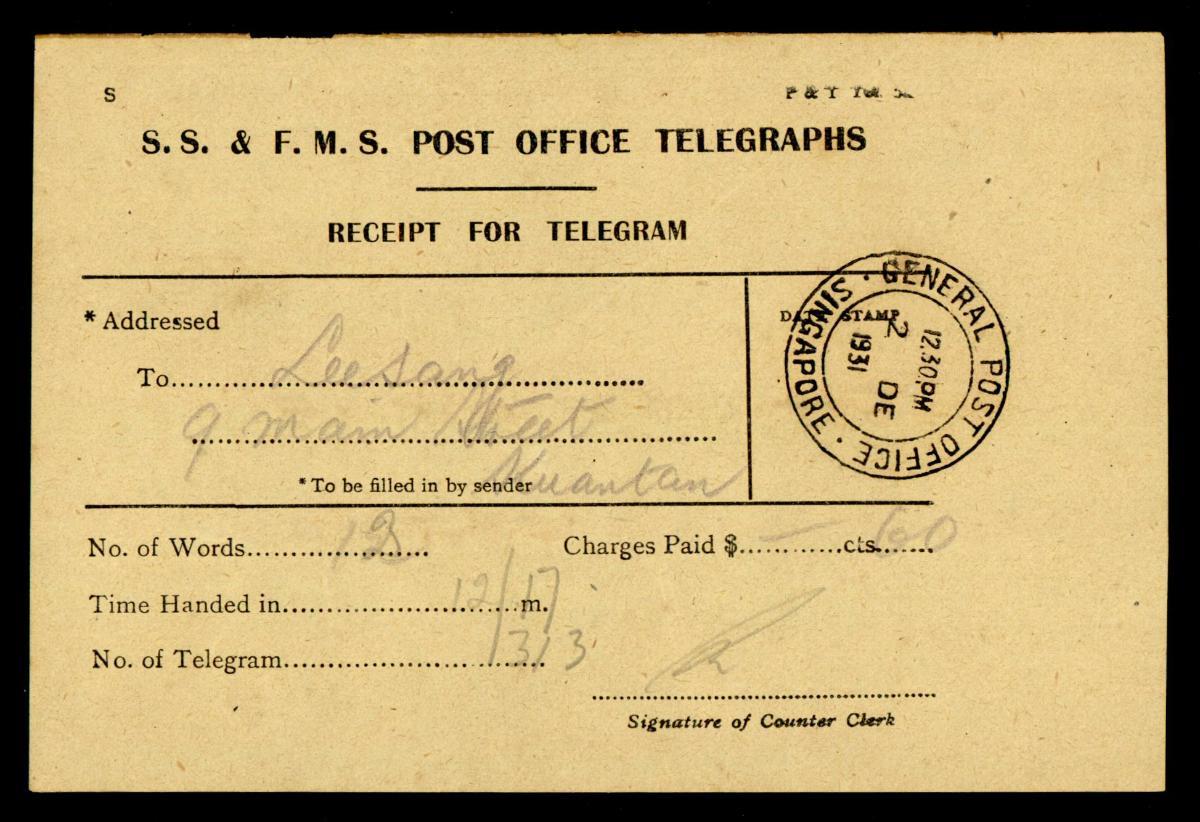 S P & T
S. S. & F. M. S. POST OFFICE TELEGRAPHS
RECEIPT FOR TELEGRAM
* Addressed
DATE STAMP
GENERAL POST OFFICE · SINGAPORE ·
12.30PM
2 DE
1931
To Leesang
9 main Street
* To be filled in by sender Kuantan
No. of Words 12 Charges Paid $ — cts 60
Time Handed in 12/17 m.
No. of Telegram
Signature of Counter Clerk